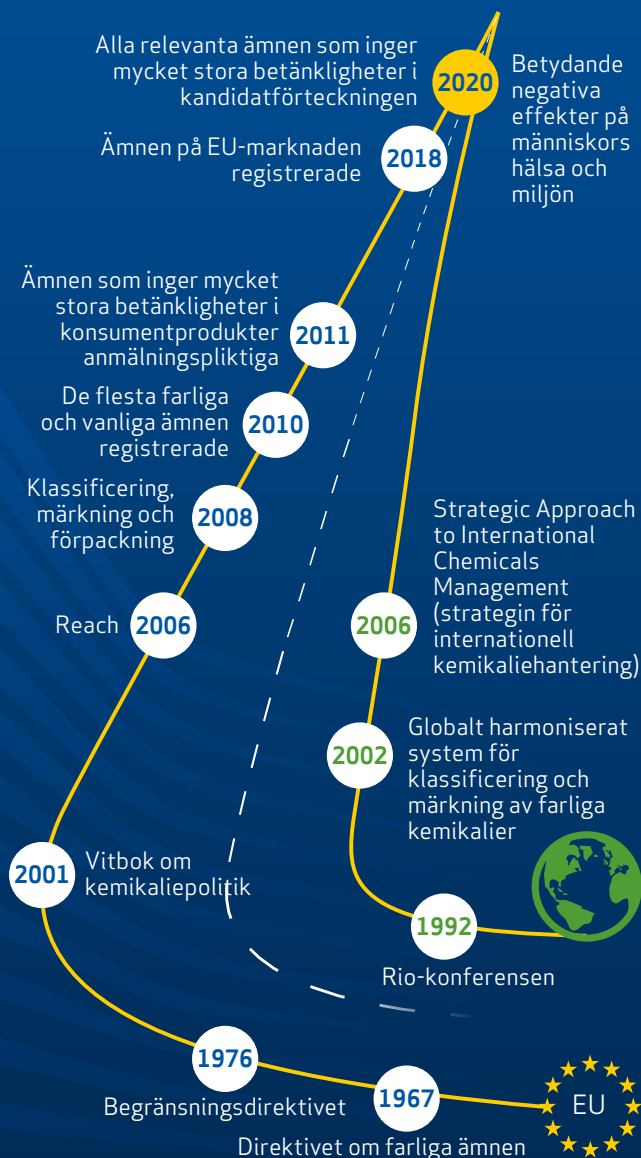 Alla relevanta ämnen som inger
mycket stora betänkligheter i
kandidatförteckningen
2020
Betydande
negativa
effekter på
människors
hälsa och
miljön
Ämnen på EU-marknaden
registrerade
2018
Ämnen som inger mycket
stora betänkligheter i
konsumentprodukter
anmälningspliktiga
2011
De flesta farliga
och vanliga ämnen
registrerade
2010
Klassificering,
märkning och
förpackning
2008
Strategic Approach
to International
Chemicals
Management
(strategin för
internationell
kemikaliehantering)
2006
Reach
2006
Globalt harmoniserat
system för
klassificering och
märkning av farliga
kemikalier
2002
2001
Vitbok om
kemikaliepolitik
1992
Rio-konferensen
1976
Begränsningsdirektivet
1967
Direktivet om farliga ämnen
EU